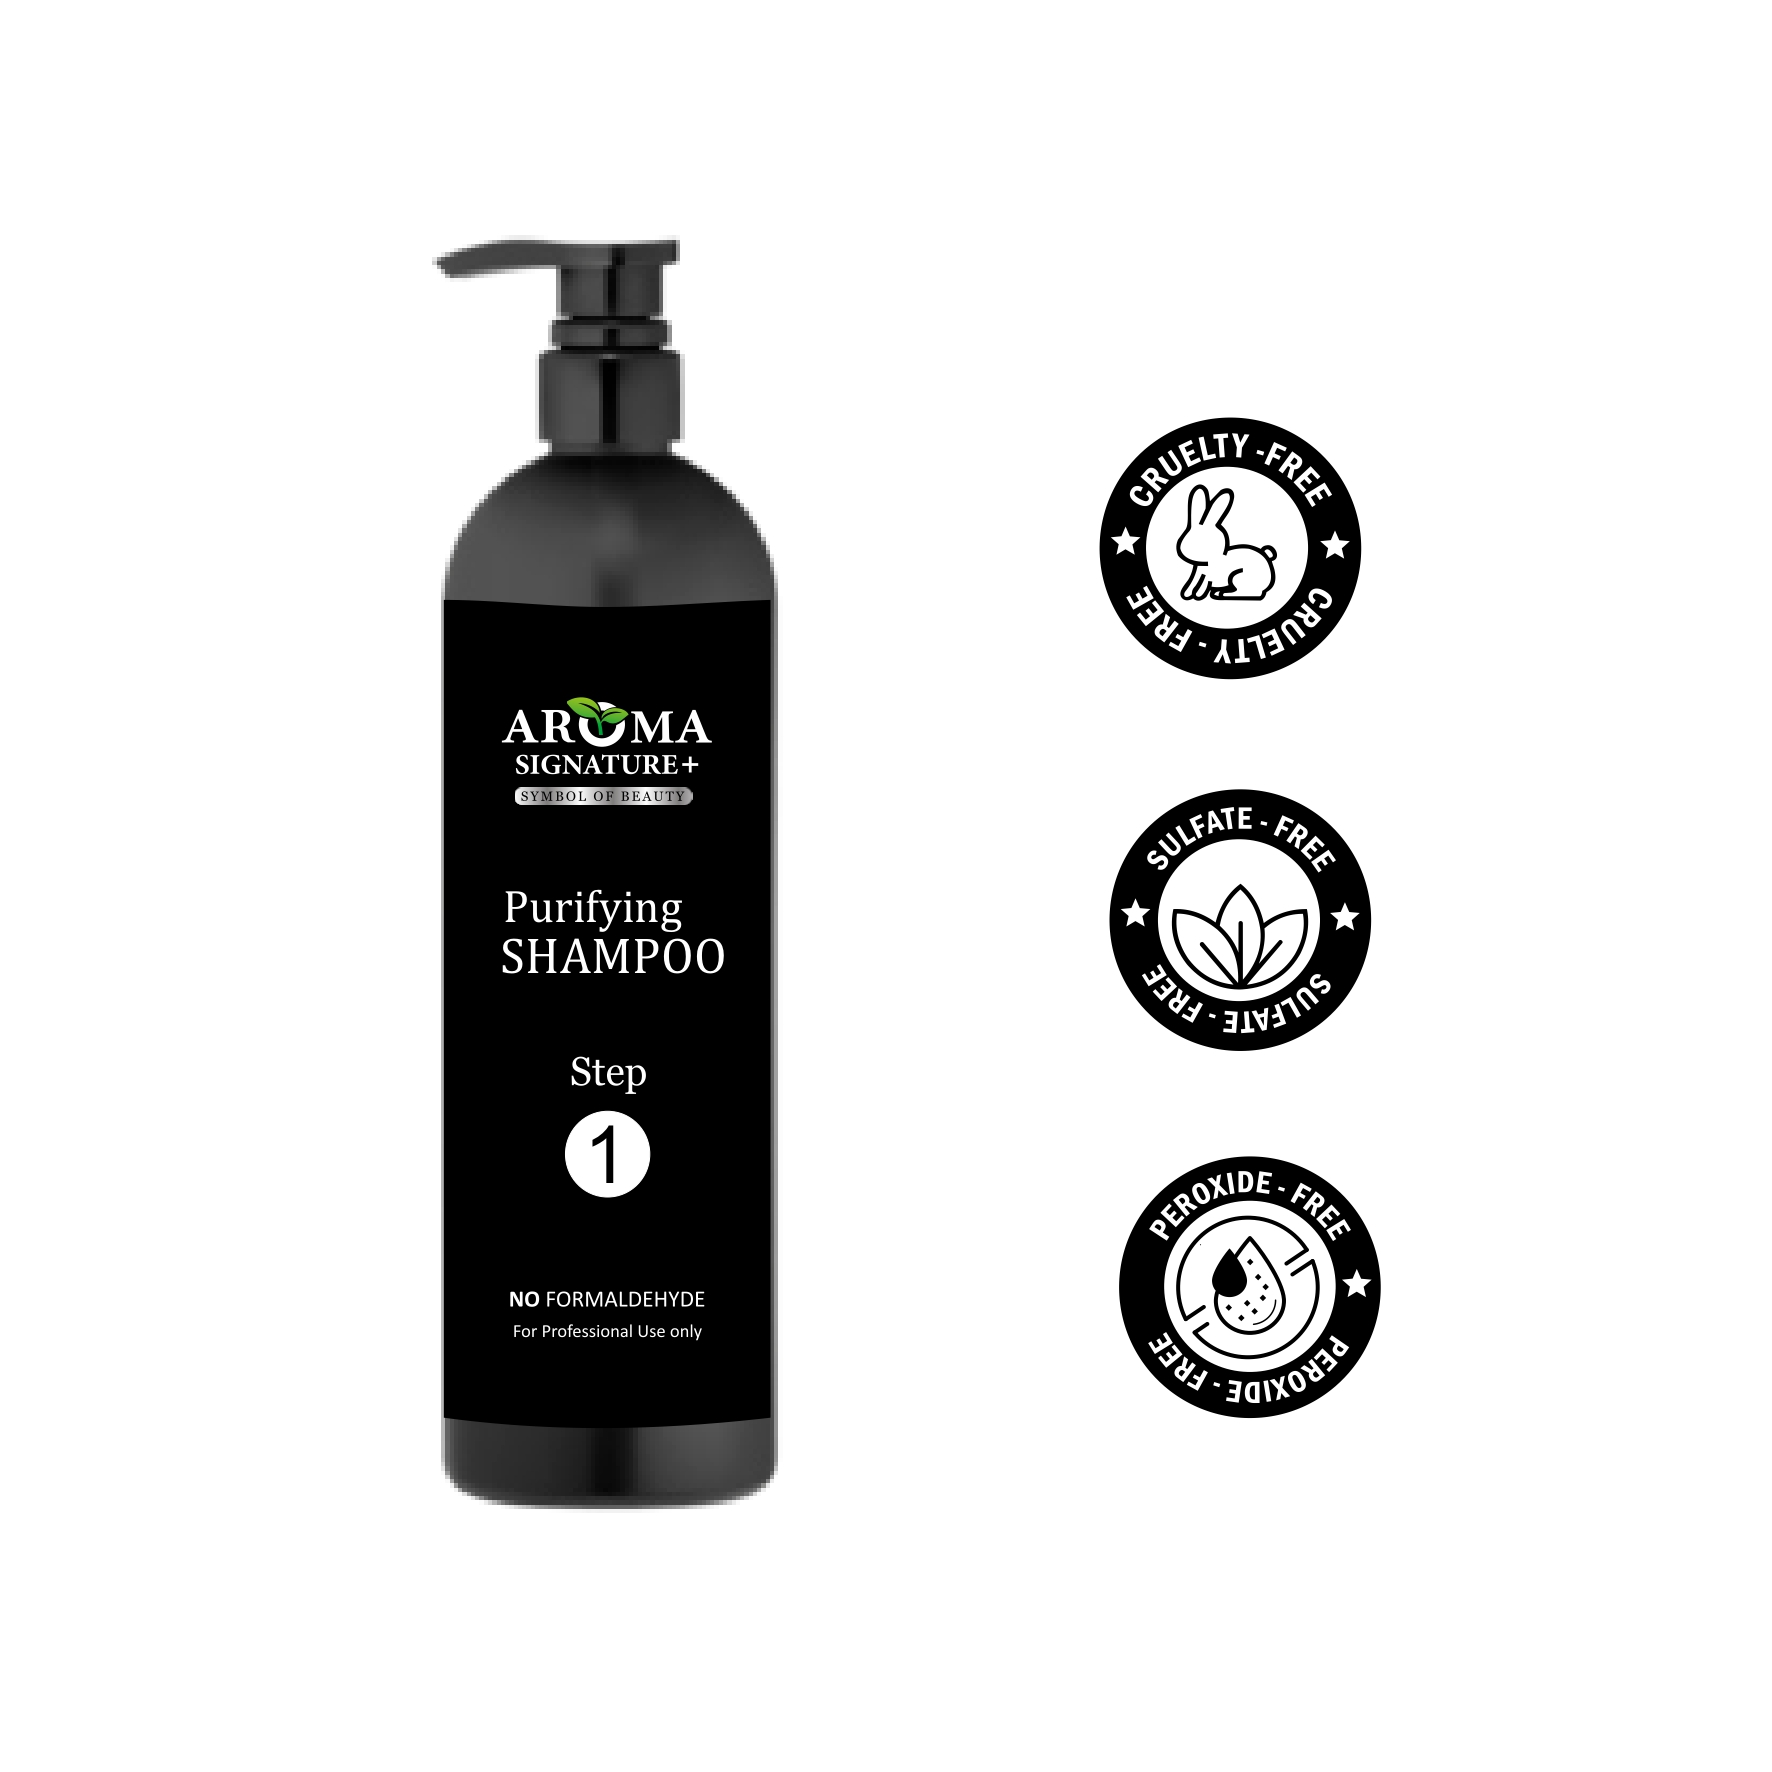 AROMA
SIGNATURE+
SYMBOL OF BEAUTY
Purifying
SHAMPOO
Step
1
NO FORMALDEHYDE
For Professional Use only
CRUELTY -FREE
CRUELTY - FREE
SULFATE - FREE
SULFATE - FREE
PEROXIDE - FREE
PEROXIDE - FREE